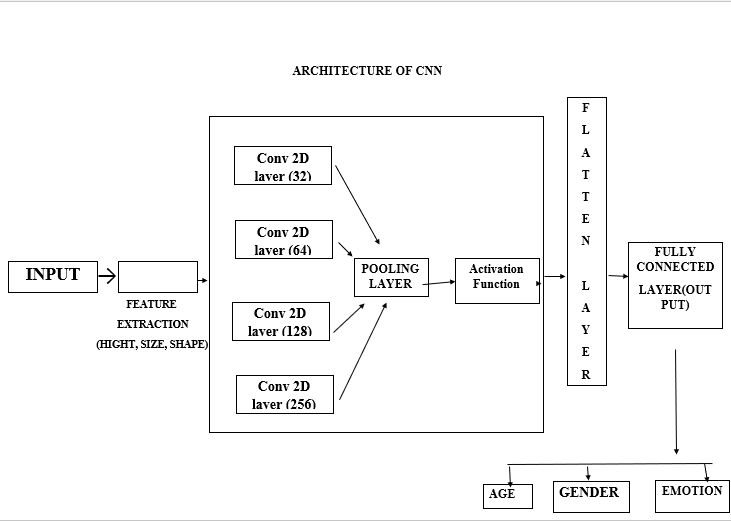 ARCHITECTURE OF CNN
Conv 2D
layer (32)
Conv 2D
layer (64)
Conv 2D
layer (128)
Conv 2D
layer (256)
INPUT
FEATURE
EXTRACTION
(HIGHT, SIZE, SHAPE)
POOLING
LAYER
Activation
Function
F
L
A
T
T
E
N
L
A
Y
E
R
FULLY
CONNECTED
LAYER(OUT
PUT)
AGE
GENDER
EMOTION